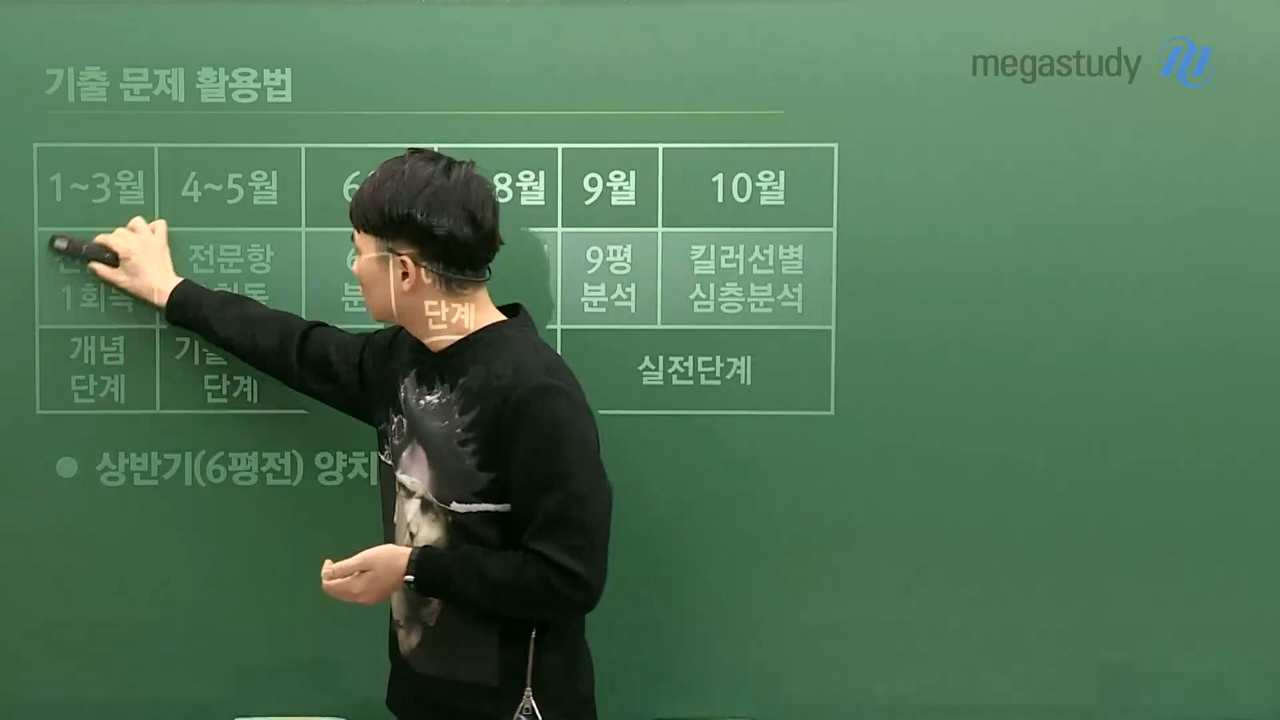 megastudy
기출 문제 활용법
1~3월 4~5월 8월 9월 10월
전문항 9평 킬러선별
1회독 분석 심층분석
단계
개념 실전단계
단계 단계
● 상반기(6평전) 양치